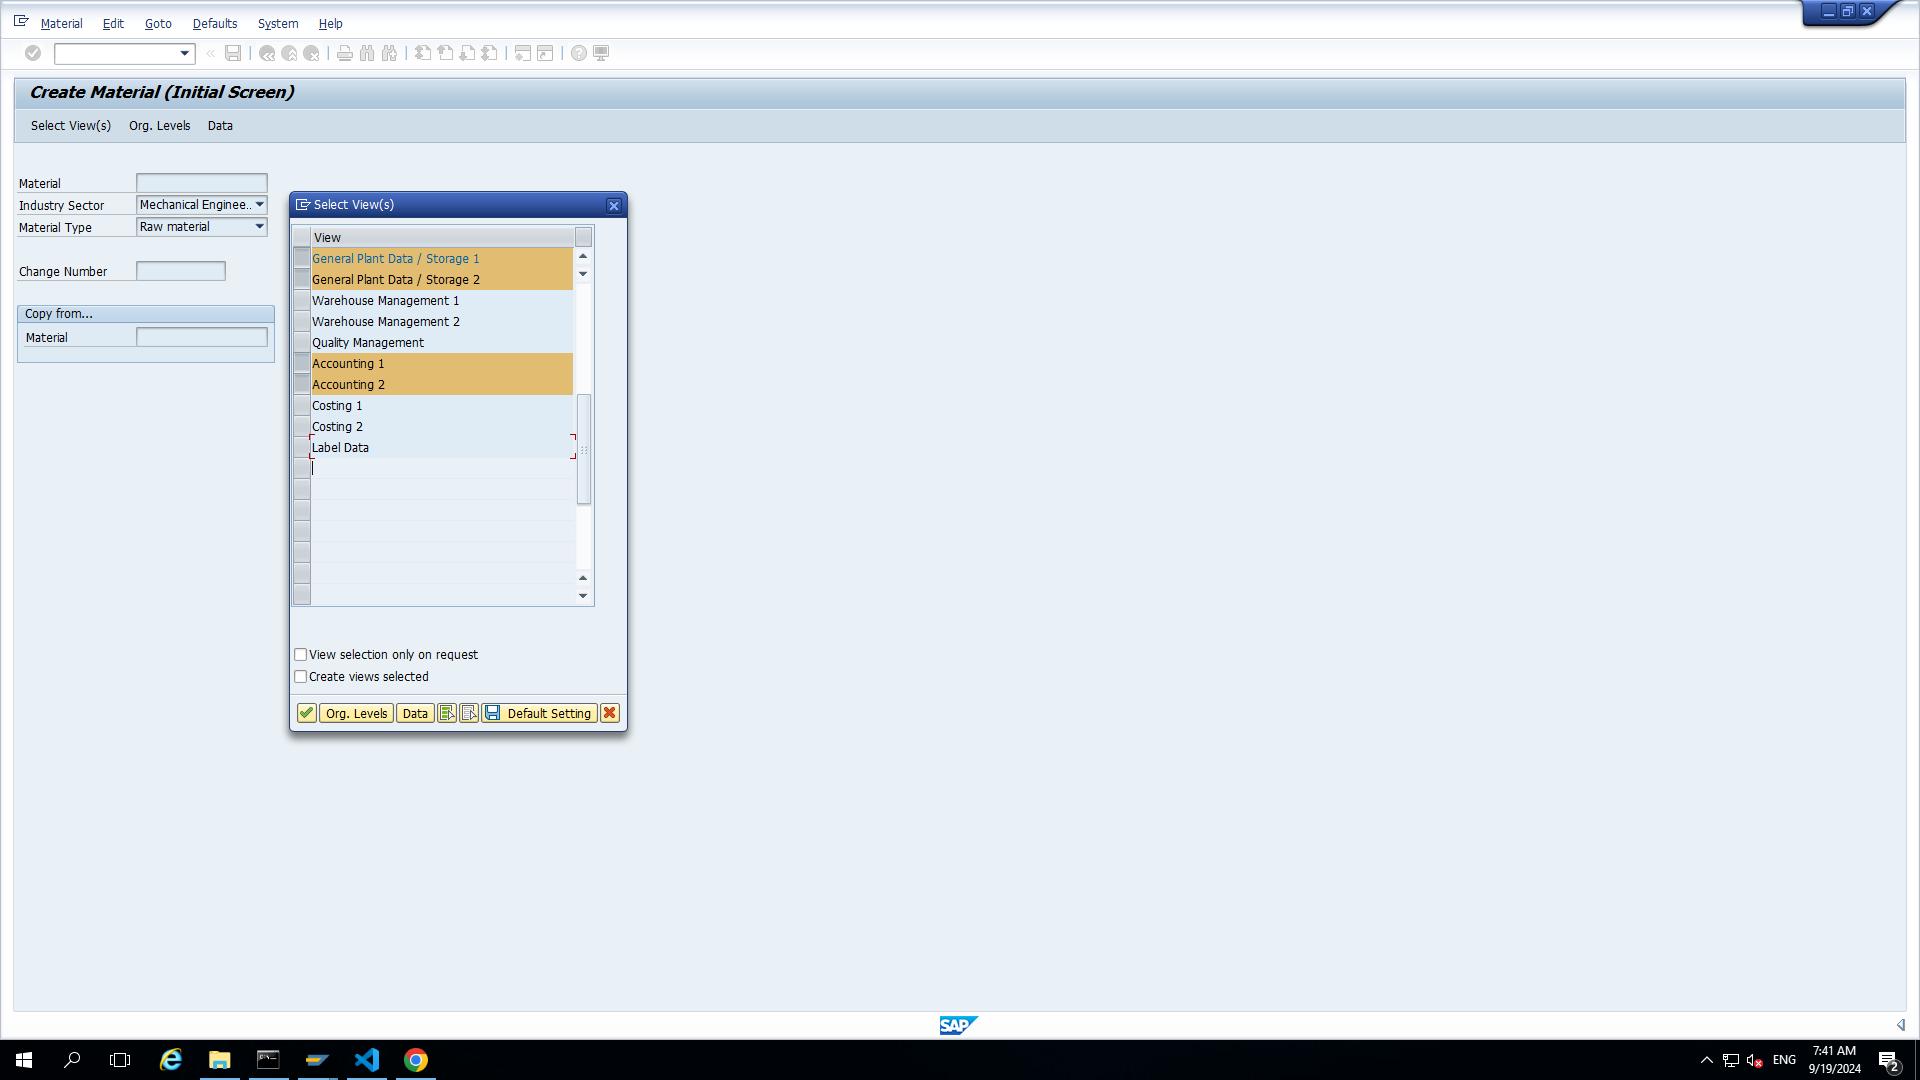 Material Edit Goto Defaults System Help
Create Material (Initial Screen)
Select View(s) Org. Levels Data
Material
Industry Sector Mechanical Enginee..
Material Type Raw material
Change Number
Copy from...
Material
Select View(s)
View
General Plant Data / Storage 1
General Plant Data / Storage 2
Warehouse Management 1
Warehouse Management 2
Quality Management
Accounting 1
Accounting 2
Costing 1
Costing 2
Label Data
View selection only on request
Create views selected
Org. Levels Data Default Setting
SAP
ENG
7:41 AM
9/19/2024
2